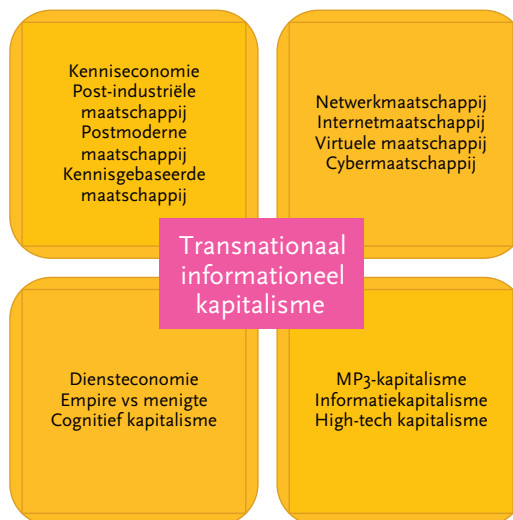 Kenniseconomie
Post-industriële
maatschappij
Postmoderne
maatschappij
Kennisgebaseerde
maatschappij
Netwerkmaatschappij
Internetmaatschappij
Virtuele maatschappij
Cybermaatschappij
Transnationaal
informationeel
kapitalisme
Diensteconomie
Empire vs menigte
Cognitief kapitalisme
MP3-kapitalisme
Informatiekapitalisme
High-tech kapitalisme